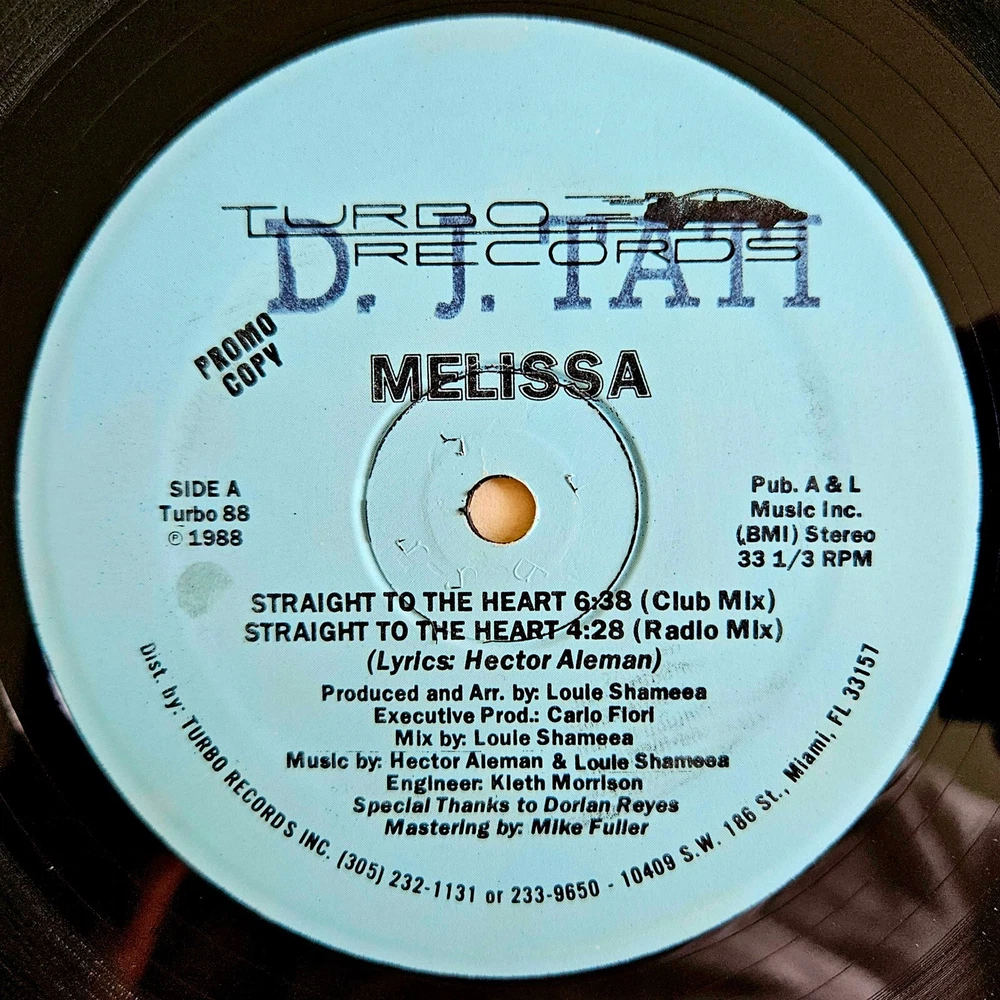 TURBO
RECORDS
D. J. TATI
PROMO
COPY
MELISSA
SIDE A
Turbo 88
℗ 1988
Pub. A & L
Music Inc.
(BMI) Stereo
33 1/3 RPM
STRAIGHT TO THE HEART 6:38 (Club Mix)
STRAIGHT TO THE HEART 4:28 (Radio Mix)
(Lyrics: Hector Aleman)
Produced and Arr. by: Louie Shameea
Executive Prod.: Carlo Fiori
Mix by: Louie Shameea
Music by: Hector Aleman & Louie Shameea
Engineer: Kieth Morrison
Special Thanks to Dorian Reyes
Mastering by: Mike Fuller
Dist. by: TURBO RECORDS INC. (305) 232-1131 or 233-9650 - 10409 S.W. 186 St., Miami, FL 33157